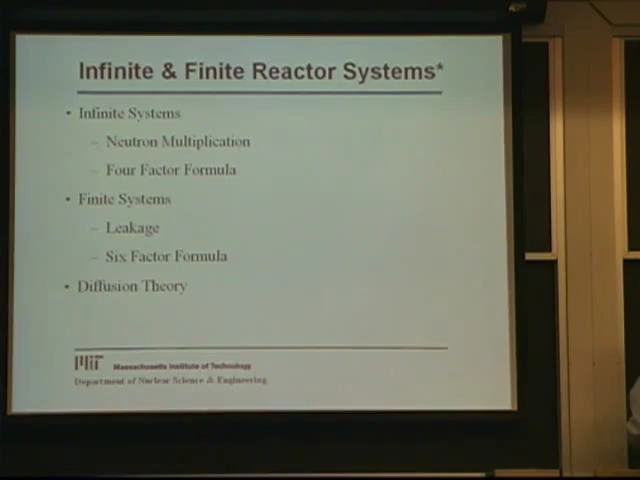 Infinite & Finite Reactor Systems*
• Infinite Systems
– Neutron Multiplication
– Four Factor Formula
• Finite Systems
– Leakage
– Six Factor Formula
• Diffusion Theory
MIT Massachusetts Institute of Technology
Department of Nuclear Science & Engineering